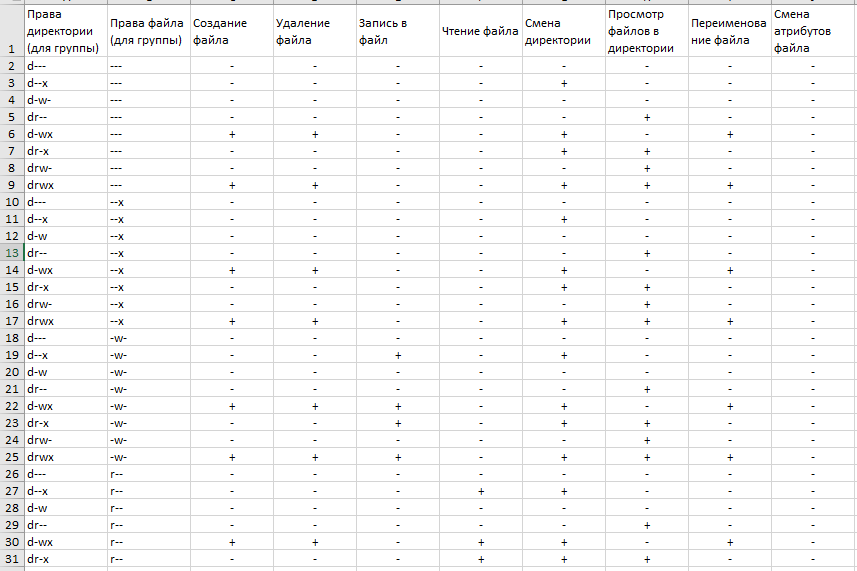 Права директории (для группы) Права файла (для группы) Создание файла Удаление файла Запись в файл Чтение файла Смена директории Просмотр файлов в директории Переименова ние файла Смена атрибутов файла
1
2 d--- --- - - - - - - - -
3 d--x --- - - - - + - - -
4 d-w- --- - - - - - - - -
5 dr-- --- - - - - - + - -
6 d-wx --- + + - - + - + -
7 dr-x --- - - - - + + - -
8 drw- --- - - - - - + - -
9 drwx --- + + - - + + + -
10 d--- --x - - - - - - - -
11 d--x --x - - - - + - - -
12 d-w --x - - - - - - - -
13 dr-- --x - - - - - + - -
14 d-wx --x + + - - + - + -
15 dr-x --x - - - - + + - -
16 drw- --x - - - - - + - -
17 drwx --x + + - - + + + -
18 d--- -w- - - - - - - - -
19 d--x -w- - - + - + - - -
20 d-w -w- - - - - - - - -
21 dr-- -w- - - - - - + - -
22 d-wx -w- + + + - + - + -
23 dr-x -w- - - + - + + - -
24 drw- -w- - - - - - + - -
25 drwx -w- + + + - + + + -
26 d--- r-- - - - - - - - -
27 d--x r-- - - - + + - - -
28 d-w r-- - - - - - - - -
29 dr-- r-- - - - - - + - -
30 d-wx r-- + + - + + - + -
31 dr-x r-- - - - + + + - -